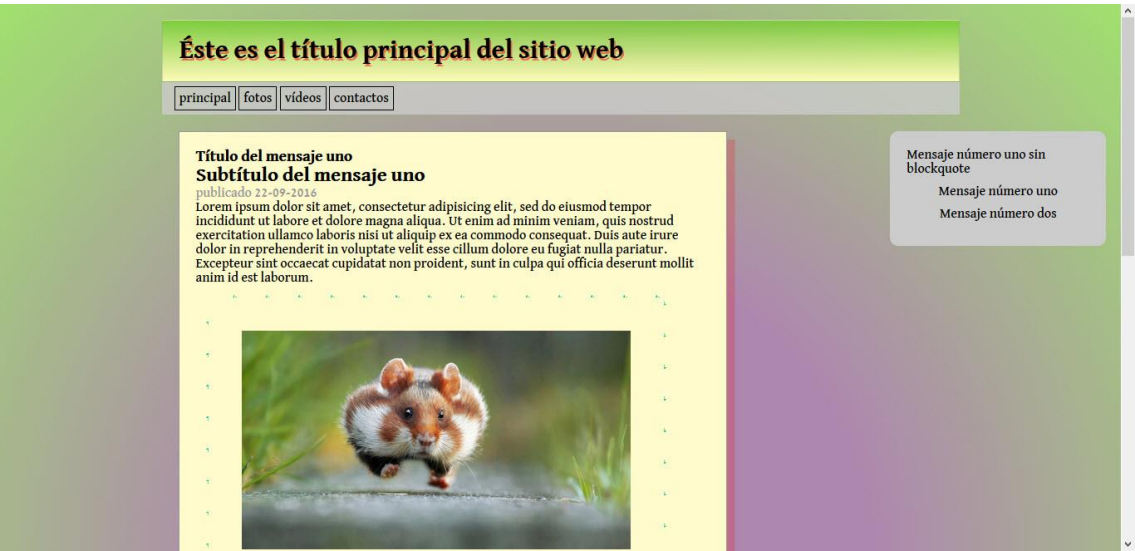 Éste es el título principal del sitio web
principal fotos vídeos contactos
Título del mensaje uno
Subtítulo del mensaje uno
publicado 22-09-2016
Lorem ipsum dolor sit amet, consectetur adipisicing elit, sed do eiusmod tempor
incididunt ut labore et dolore magna aliqua. Ut enim ad minim veniam, quis nostrud
exercitation ullamco laboris nisi ut aliquip ex ea commodo consequat. Duis aute irure
dolor in reprehenderit in voluptate velit esse cillum dolore eu fugiat nulla pariatur.
Excepteur sint occaecat cupidatat non proident, sunt in culpa qui officia deserunt mollit
anim id est laborum.
Mensaje número uno sin
blockquote
Mensaje número uno
Mensaje número dos